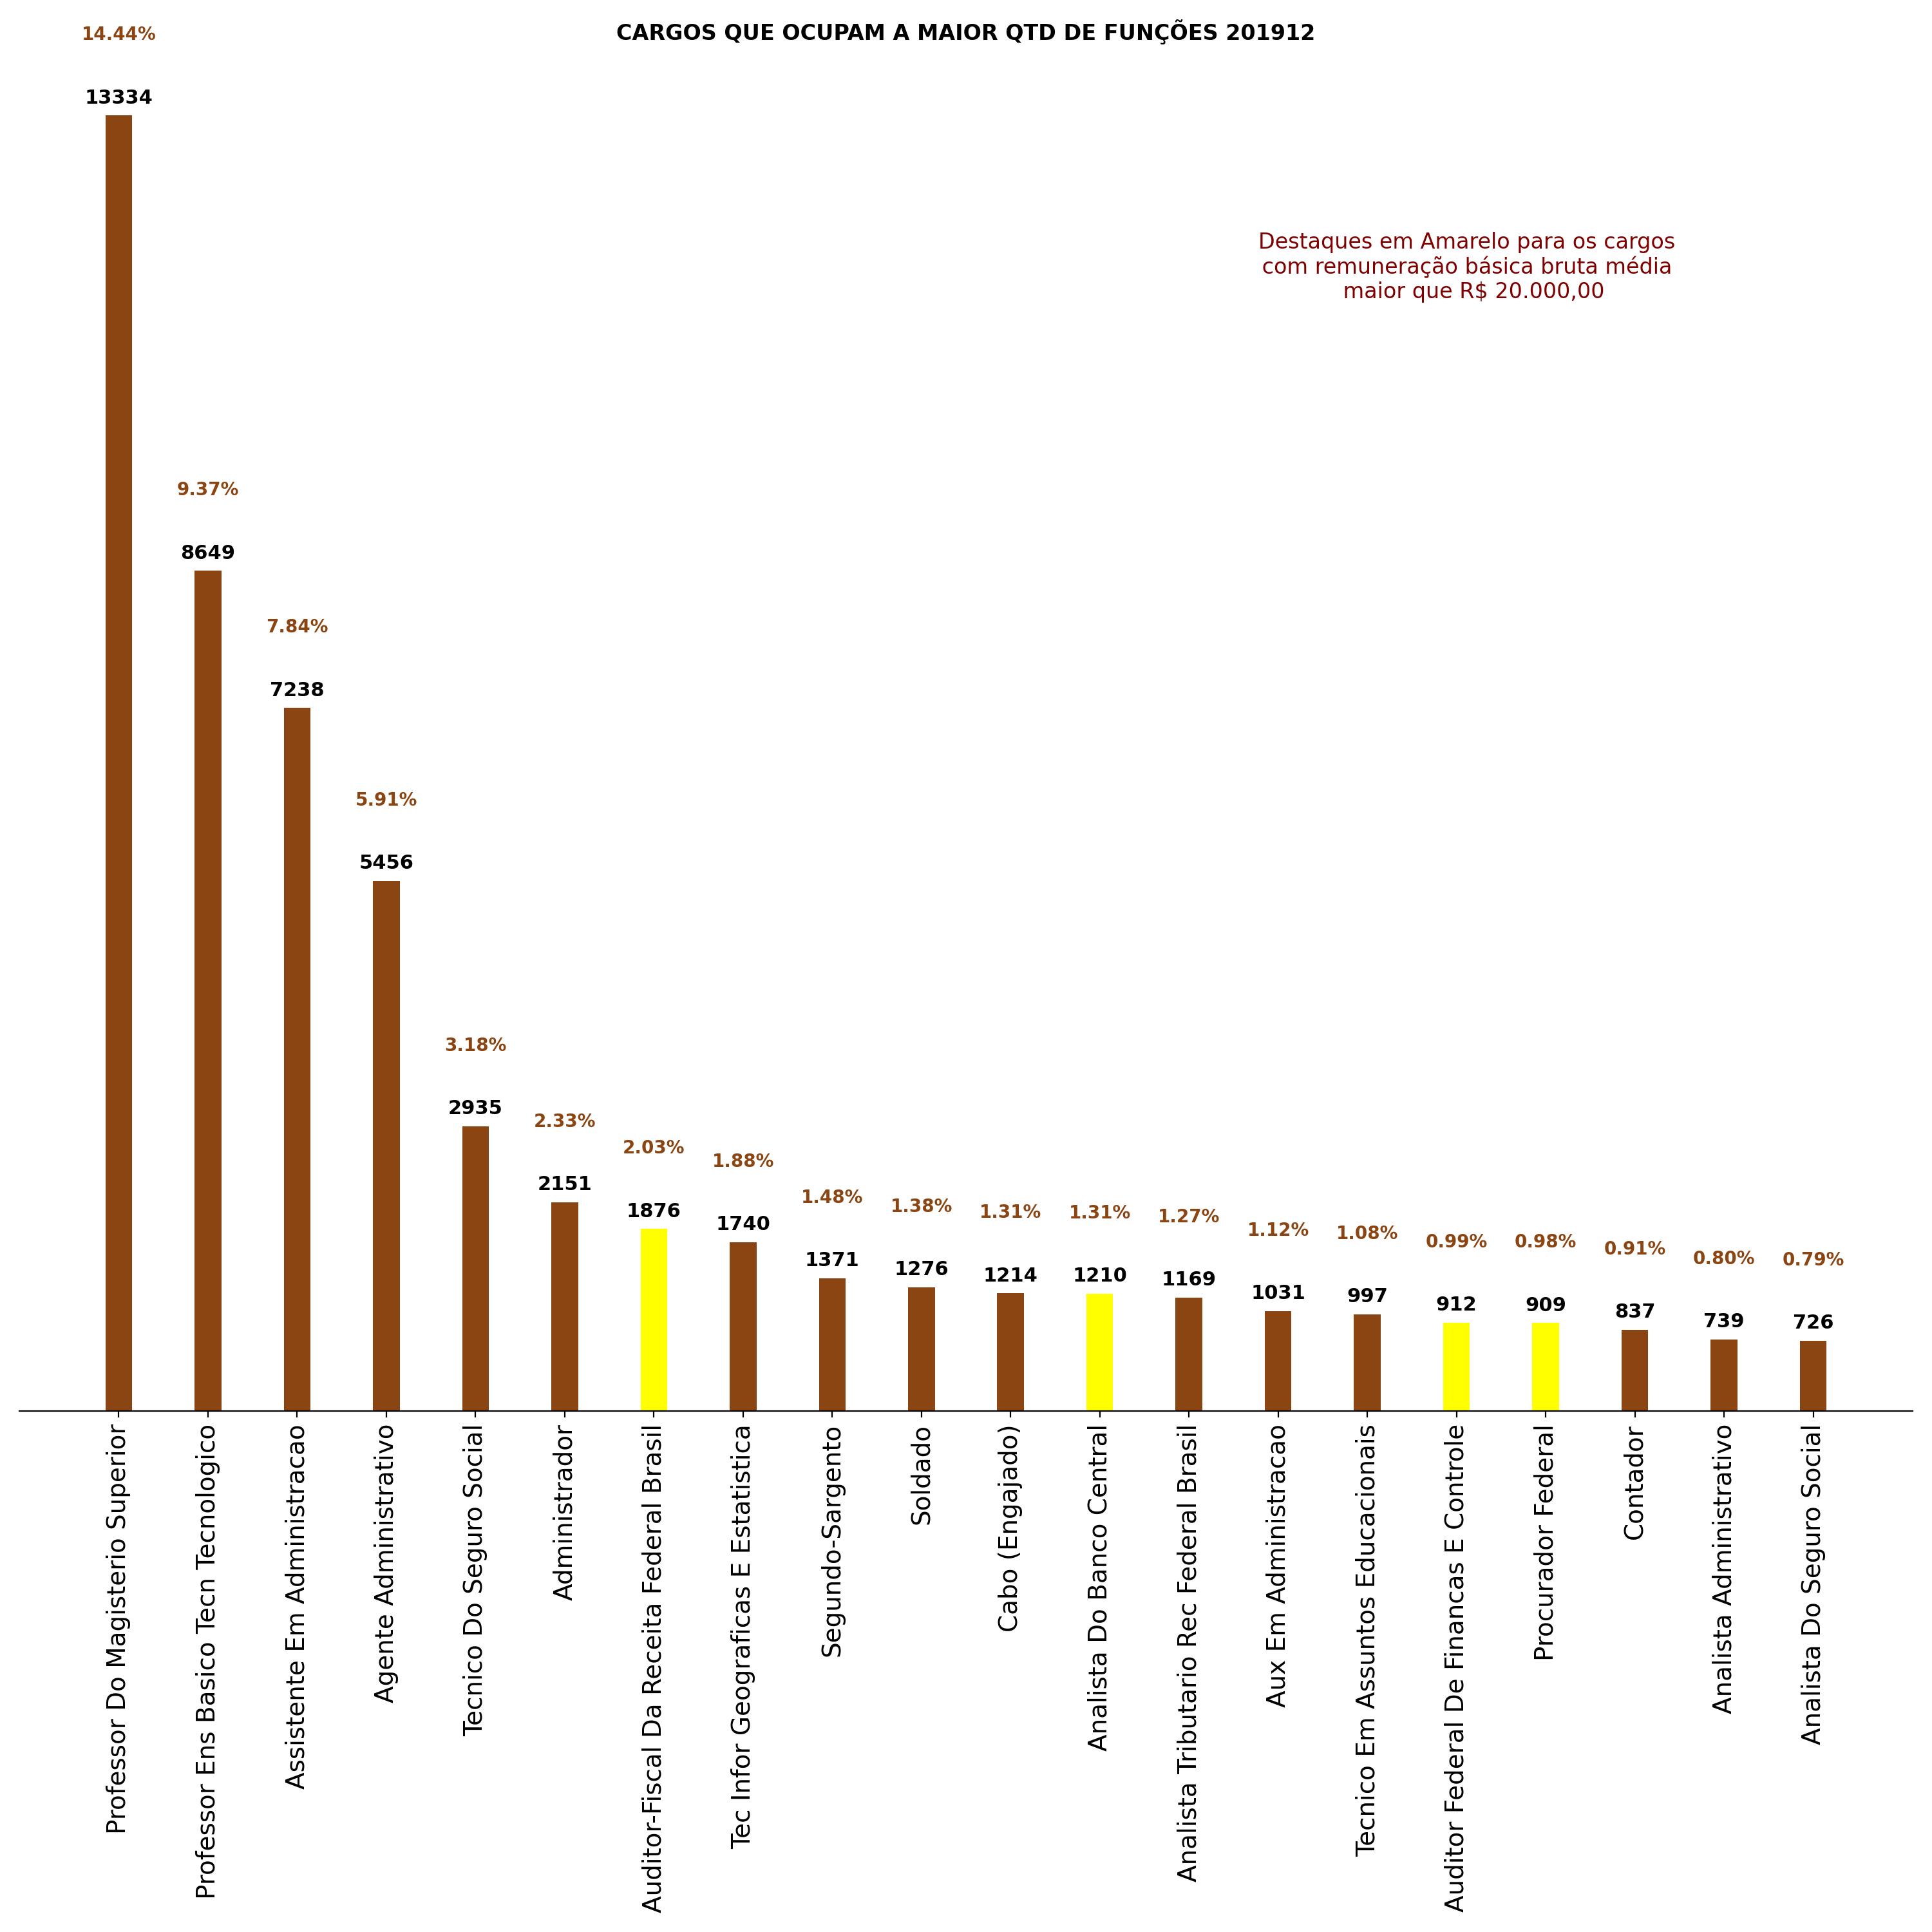 CARGOS QUE OCUPAM A MAIOR QTD DE FUNÇÕES 201912
Destaques em Amarelo para os cargos
com remuneração básica bruta média
maior que R$ 20.000,00
14.44%
13334
9.37%
8649
7.84%
7238
5.91%
5456
3.18%
2935
2.33%
2151
2.03%
1876
1.88%
1740
1.48%
1371
1.38%
1276
1.31%
1214
1.31%
1210
1.27%
1169
1.12%
1031
1.08%
997
0.99%
912
0.98%
909
0.91%
837
0.80%
739
0.79%
726
Professor Do Magisterio Superior
Professor Ens Basico Tecn Tecnologico
Assistente Em Administracao
Agente Administrativo
Tecnico Do Seguro Social
Administrador
Auditor-Fiscal Da Receita Federal Brasil
Tec Infor Geograficas E Estatistica
Segundo-Sargento
Soldado
Cabo (Engajado)
Analista Do Banco Central
Analista Tributario Rec Federal Brasil
Aux Em Administracao
Tecnico Em Assuntos Educacionais
Auditor Federal De Financas E Controle
Procurador Federal
Contador
Analista Administrativo
Analista Do Seguro Social